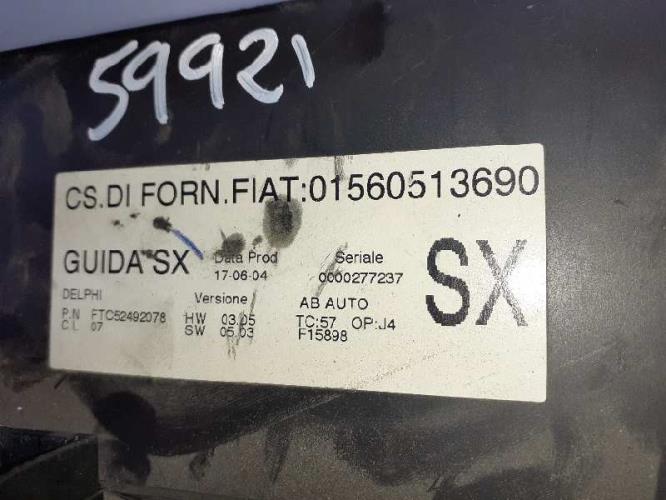 59921
CS.DI FORN.FIAT:01560513690
GUIDA SX Data Prod 17-06-04 Seriale 0000277237 SX
DELPHI Versione AB AUTO
P.N FTC52492078 HW 03.05 TC:57 OP:J4
C.L 07 SW 05.03 F15898